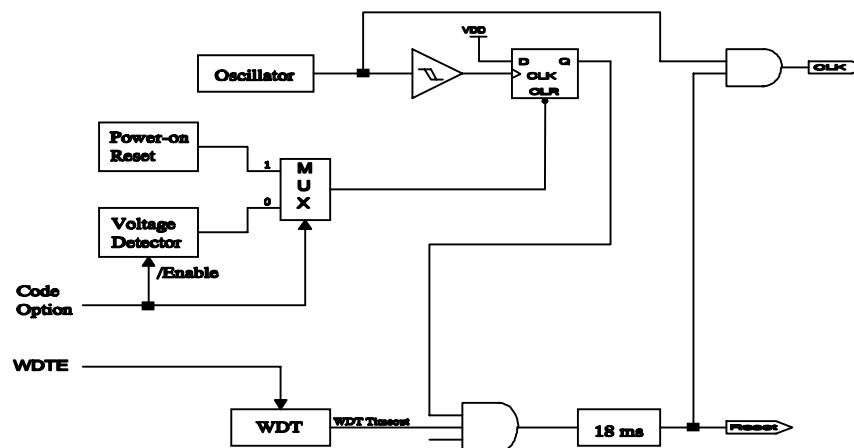 VDD
D Q
CLK
CLR
Oscillator
CLK
Power-on
Reset
1
M
U
X
0
Voltage
Detector
/Enable
Code
Option
WDTE
WDT
WDT Timeout
18 ms
Reset